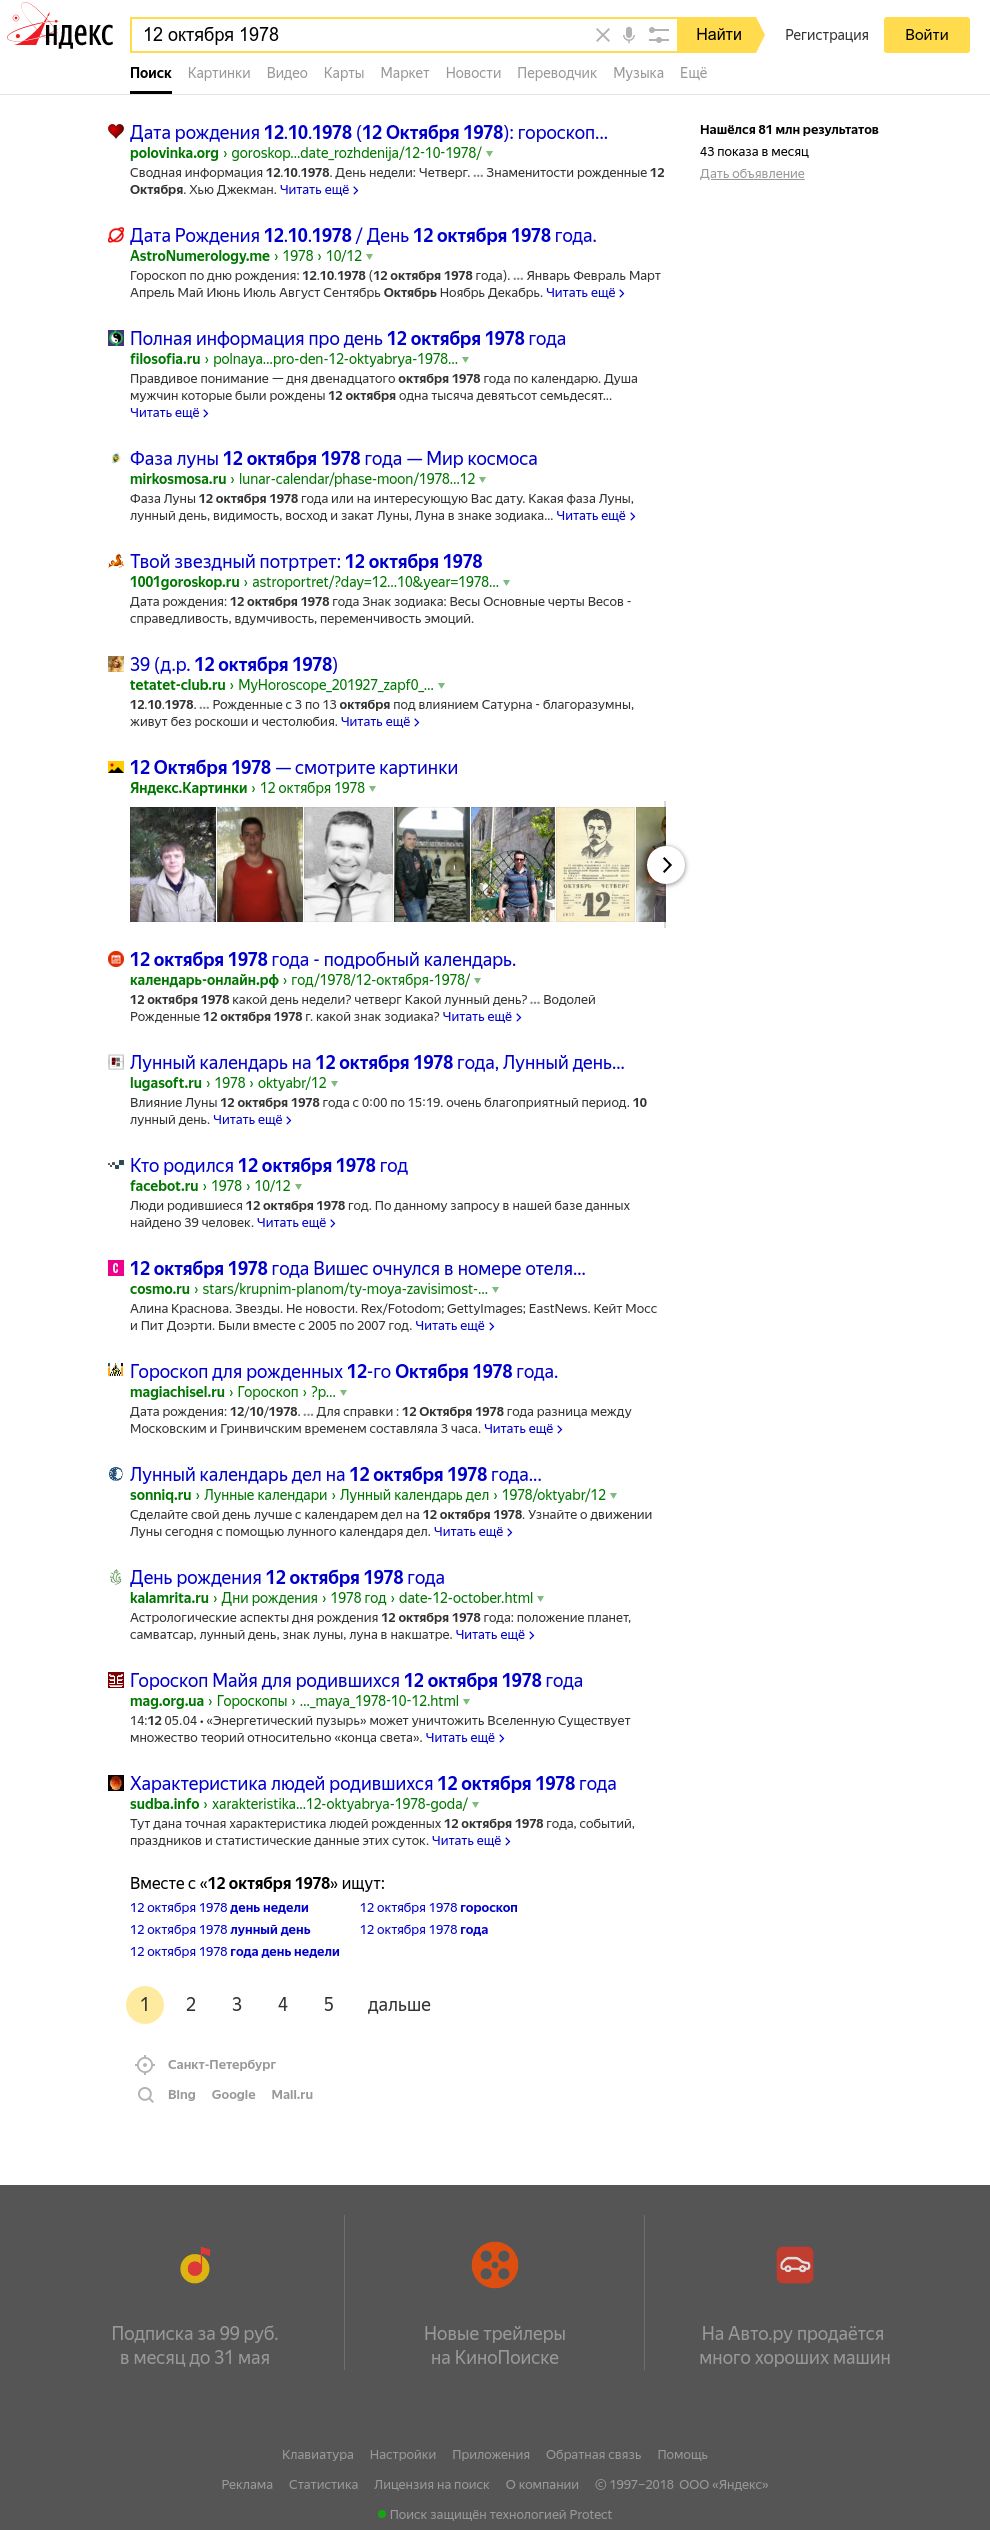 Яндекс
12 октября 1978
Найти
Регистрация
Войти
Поиск Картинки Видео Карты Маркет Новости Переводчик Музыка Ещё
Дата рождения 12.10.1978 (12 Октября 1978): гороскоп...
polovinka.org › goroskop...date_rozhdenija/12-10-1978/
Сводная информация 12.10.1978. День недели: Четверг. ... Знаменитости рожденные 12
Октября. Хью Джекман. Читать ещё >
Нашёлся 81 млн результатов
43 показа в месяц
Дать объявление
Дата Рождения 12.10.1978 / День 12 октября 1978 года.
AstroNumerology.me › 1978 › 10/12
Гороскоп по дню рождения: 12.10.1978 (12 октября 1978 года). ... Январь Февраль Март
Апрель Май Июнь Июль Август Сентябрь Октябрь Ноябрь Декабрь. Читать ещё >
Полная информация про день 12 октября 1978 года
filosofia.ru › polnaya...pro-den-12-oktyabrya-1978...
Правдивое понимание — дня двенадцатого октября 1978 года по календарю. Душа
мужчин которые были рождены 12 октября одна тысяча девятьсот семьдесят...
Читать ещё >
Фаза луны 12 октября 1978 года — Мир космоса
mirkosmosa.ru › lunar-calendar/phase-moon/1978...12
Фаза Луны 12 октября 1978 года или на интересующую Вас дату. Какая фаза Луны,
лунный день, видимость, восход и закат Луны, Луна в знаке зодиака... Читать ещё >
Твой звездный потртрет: 12 октября 1978
1001goroskop.ru › astroportret/?day=12...10&year=1978...
Дата рождения: 12 октября 1978 года Знак зодиака: Весы Основные черты Весов -
справедливость, вдумчивость, переменчивость эмоций.
39 (д.р. 12 октября 1978)
tetatet-club.ru › MyHoroscope_201927_zapf0_...
12.10.1978. ... Рожденные с 3 по 13 октября под влиянием Сатурна - благоразумны,
живут без роскоши и честолюбия. Читать ещё >
12 Октября 1978 — смотрите картинки
Яндекс.Картинки › 12 октября 1978
ОКТЯБРЬ ЧЕТВЕРГ
12
календарь-онлайн.рф
12 октября 1978 года - подробный календарь.
календарь-онлайн.рф › год/1978/12-октября-1978/
12 октября 1978 какой день недели? четверг Какой лунный день? ... Водолей
Рожденные 12 октября 1978 г. какой знак зодиака? Читать ещё >
Лунный календарь на 12 октября 1978 года, Лунный день...
lugasoft.ru › 1978 › oktyabr/12
Влияние Луны 12 октября 1978 года с 0:00 по 15:19. очень благоприятный период. 10
лунный день. Читать ещё >
Кто родился 12 октября 1978 год
facebot.ru › 1978 › 10/12
Люди родившиеся 12 октября 1978 год. По данному запросу в нашей базе данных
найдено 39 человек. Читать ещё >
12 октября 1978 года Вишес очнулся в номере отеля...
cosmo.ru › stars/krupnim-planom/ty-moya-zavisimost-...
Алина Краснова. Звезды. Не новости. Rex/Fotodom; GettyImages; EastNews. Кейт Мосс
и Пит Доэрти. Были вместе с 2005 по 2007 год. Читать ещё >
Гороскоп для рожденных 12-го Октября 1978 года.
magiachisel.ru › Гороскоп › ?p...
Дата рождения: 12/10/1978. ... Для справки : 12 Октября 1978 года разница между
Московским и Гринвичским временем составляла 3 часа. Читать ещё >
Лунный календарь дел на 12 октября 1978 года...
sonniq.ru › Лунные календари › Лунный календарь дел › 1978/oktyabr/12
Сделайте свой день лучше с календарем дел на 12 октября 1978. Узнайте о движении
Луны сегодня с помощью лунного календаря дел. Читать ещё >
День рождения 12 октября 1978 года
kalamrita.ru › Дни рождения › 1978 год › date-12-october.html
Астрологические аспекты дня рождения 12 октября 1978 года: положение планет,
самватсар, лунный день, знак луны, луна в накшатре. Читать ещё >
Гороскоп Майя для родившихся 12 октября 1978 года
mag.org.ua › Гороскопы › ..._maya_1978-10-12.html
14:12 05.04 • «Энергетический пузырь» может уничтожить Вселенную Существует
множество теорий относительно «конца света». Читать ещё >
Характеристика людей родившихся 12 октября 1978 года
sudba.info › xarakteristika...12-oktyabrya-1978-goda/
Тут дана точная характеристика людей рожденных 12 октября 1978 года, событий,
праздников и статистические данные этих суток. Читать ещё >
Вместе с «12 октября 1978» ищут:
12 октября 1978 день недели 12 октября 1978 гороскоп
12 октября 1978 лунный день 12 октября 1978 года
12 октября 1978 года день недели
1 2 3 4 5 дальше
Санкт-Петербург
Bing Google Mail.ru
Подписка за 99 руб.
в месяц до 31 мая
Новые трейлеры
на КиноПоиске
На Авто.ру продаётся
много хороших машин
Клавиатура Настройки Приложения Обратная связь Помощь
Реклама Статистика Лицензия на поиск О компании © 1997–2018 ООО «Яндекс»
Поиск защищён технологией Protect